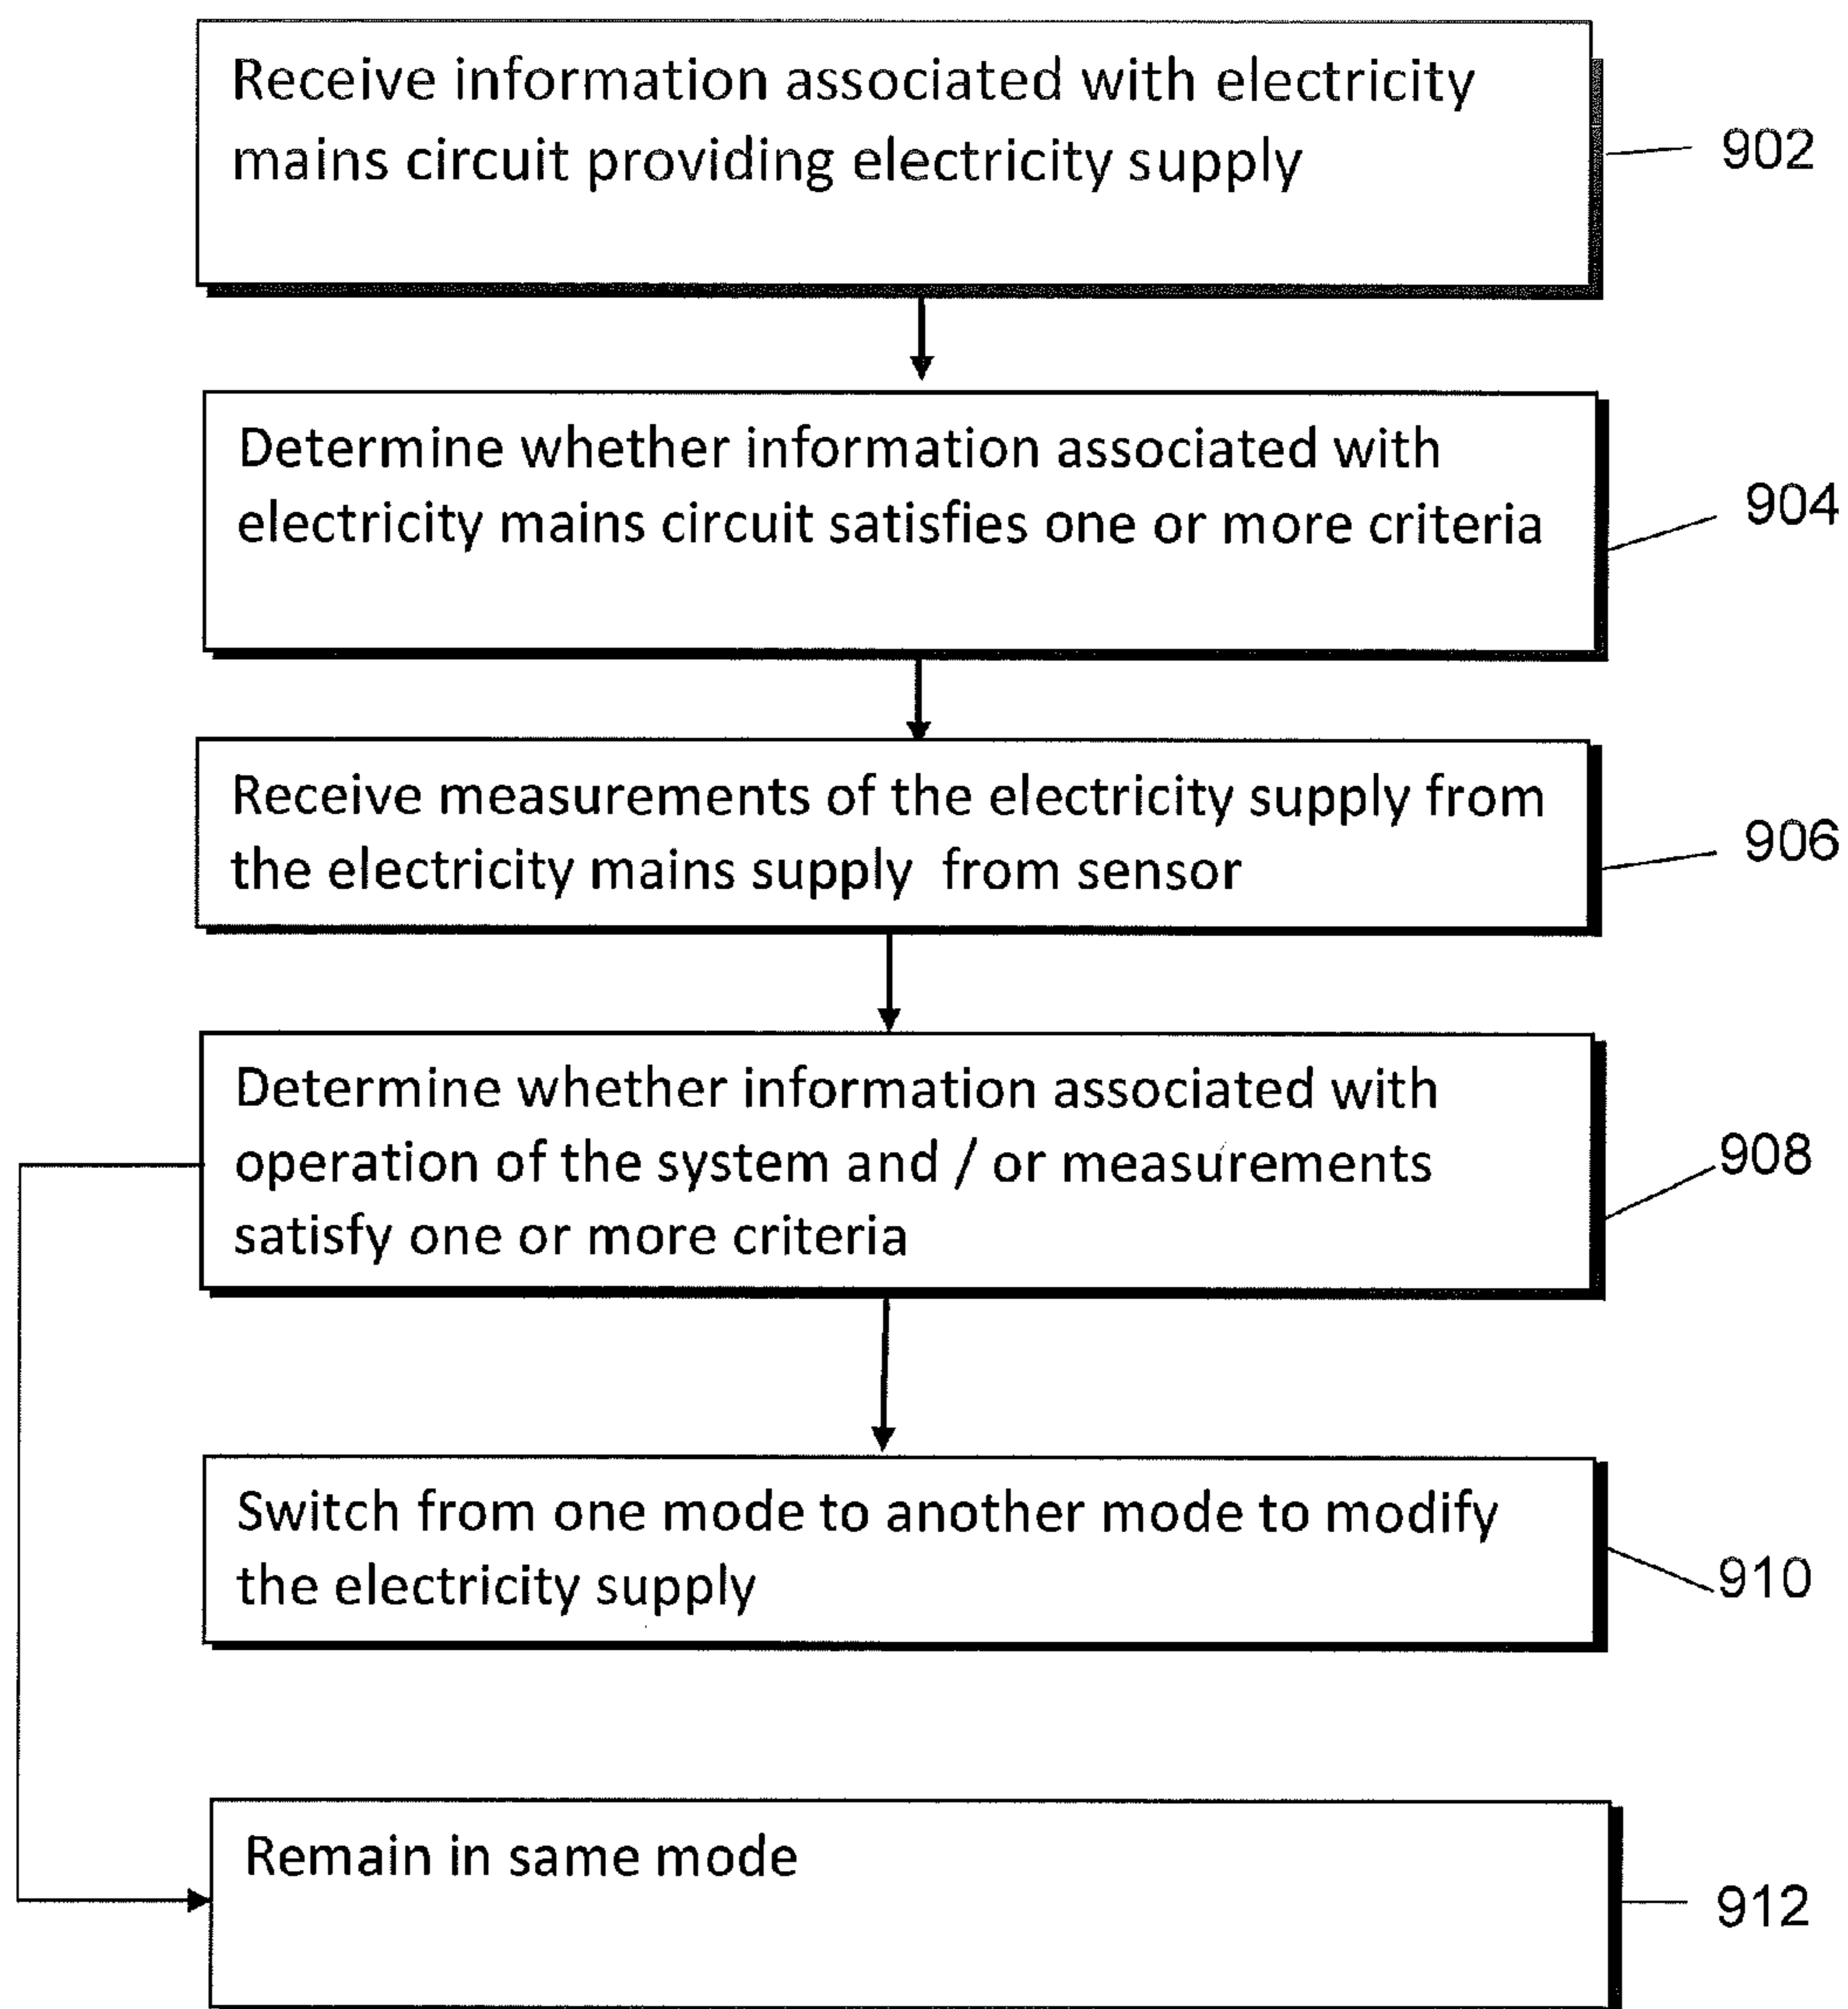 Receive information associated with electricity
mains circuit providing electricity supply
902
Determine whether information associated with
electricity mains circuit satisfies one or more criteria
904
Receive measurements of the electricity supply from
the electricity mains supply from sensor
906
Determine whether information associated with
operation of the system and / or measurements
satisfy one or more criteria
908
Switch from one mode to another mode to modify
the electricity supply
910
Remain in same mode
912